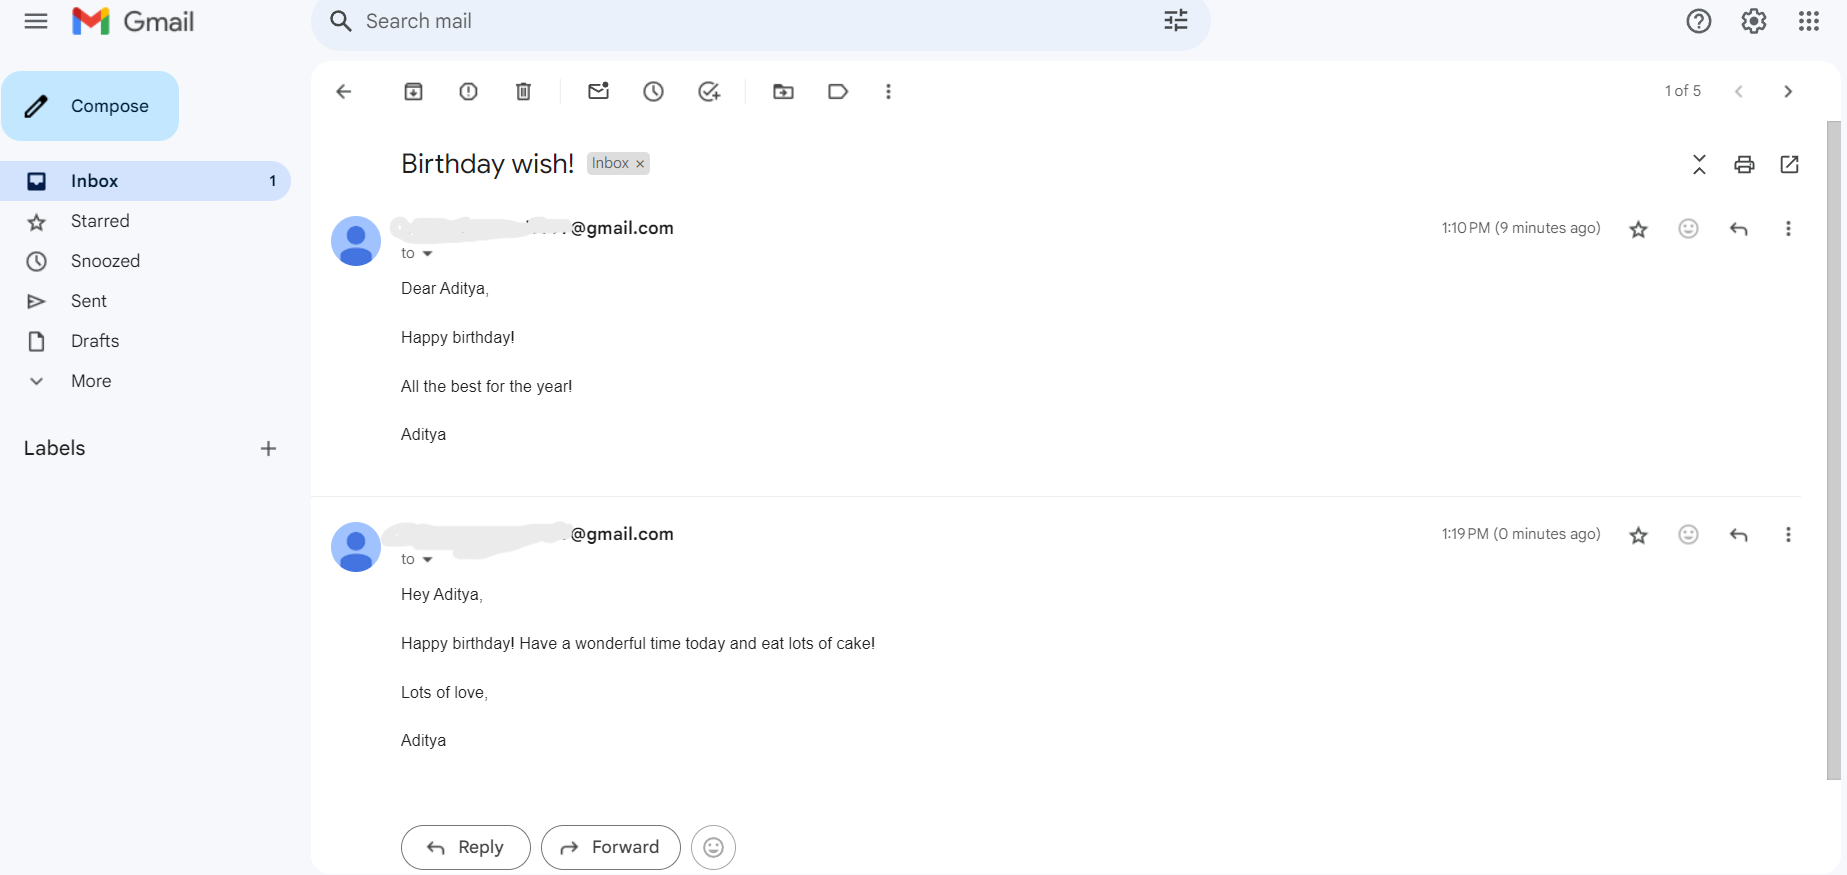 Gmail
Search mail
Compose
1 of 5
Inbox 1
Starred
Snoozed
Sent
Drafts
More
Labels
Birthday wish! Inbox ×
@gmail.com 1:10 PM (9 minutes ago)
to
Dear Aditya,
Happy birthday!
All the best for the year!
Aditya
@gmail.com 1:19 PM (0 minutes ago)
to
Hey Aditya,
Happy birthday! Have a wonderful time today and eat lots of cake!
Lots of love,
Aditya
Reply Forward